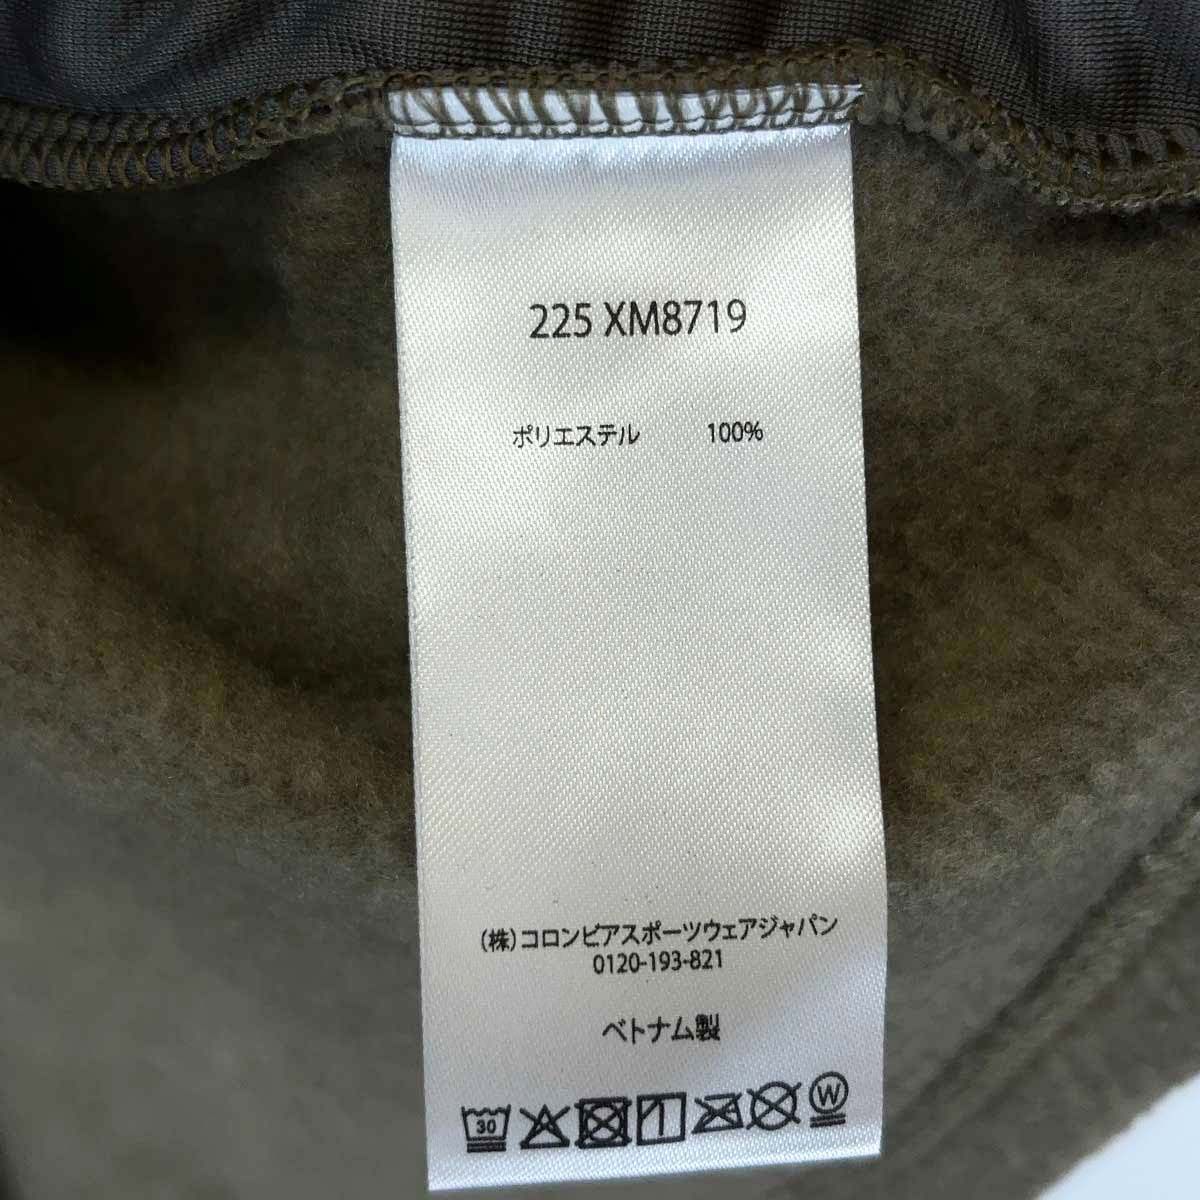 225 XM8719
ポリエステル 100%
(株)コロンビアスポーツウェアジャパン
0120-193-821
ベトナム製
30 W